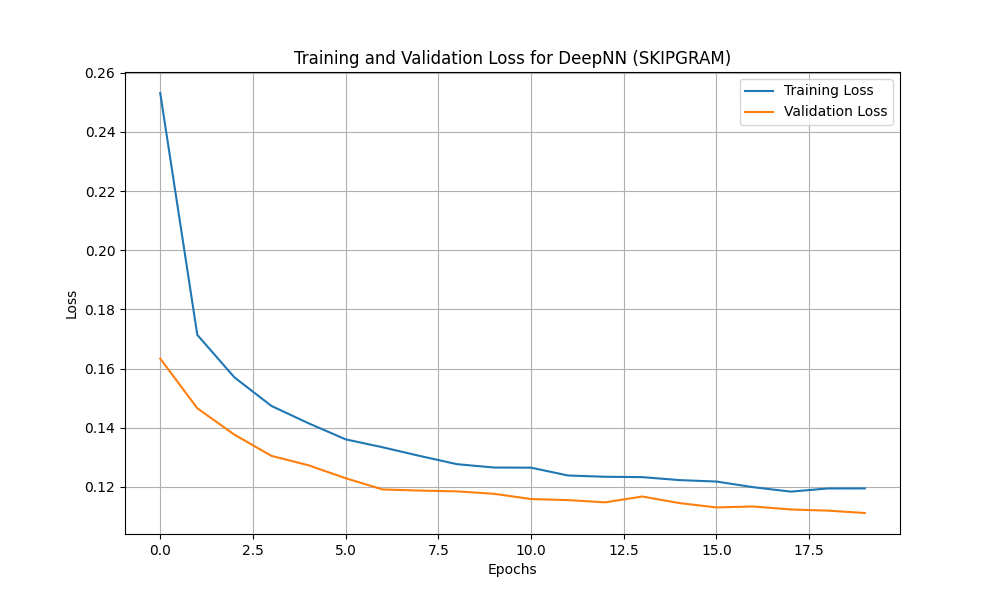 Training and Validation Loss for DeepNN (SKIPGRAM)
Training Loss
Validation Loss
Loss
0.26
0.24
0.22
0.20
0.18
0.16
0.14
0.12
0.0 2.5 5.0 7.5 10.0 12.5 15.0 17.5
Epochs